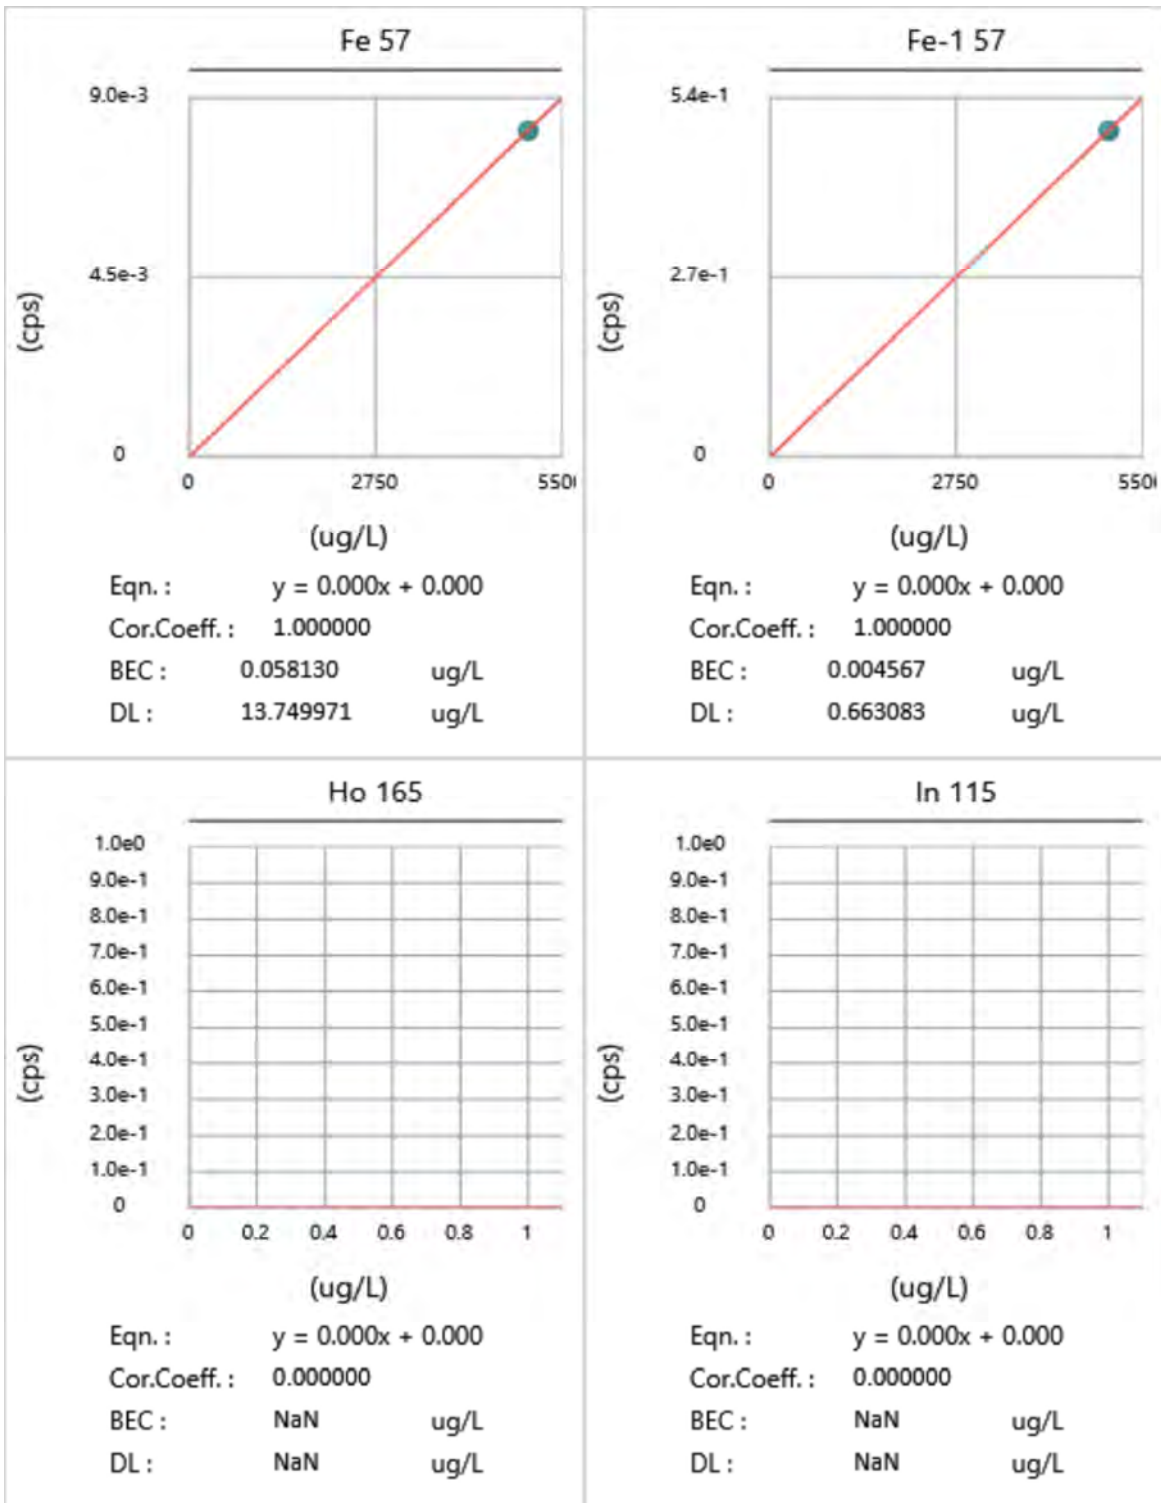 Fe 57
9.0e-3
4.5e-3
(cps)
0
0 2750 550
(ug/L)
Eqn. : y = 0.000x + 0.000
Cor.Coeff. : 1.000000
BEC : 0.058130 ug/L
DL : 13.749971 ug/L
Fe-1 57
5.4e-1
2.7e-1
(cps)
0
0 2750 550
(ug/L)
Eqn. : y = 0.000x + 0.000
Cor.Coeff. : 1.000000
BEC : 0.004567 ug/L
DL : 0.663083 ug/L
Ho 165
1.0e0
9.0e-1
8.0e-1
7.0e-1
6.0e-1
5.0e-1
4.0e-1
(cps)
3.0e-1
2.0e-1
1.0e-1
0
0 0.2 0.4 0.6 0.8 1
(ug/L)
Eqn. : y = 0.000x + 0.000
Cor.Coeff. : 0.000000
BEC : NaN ug/L
DL : NaN ug/L
In 115
1.0e0
9.0e-1
8.0e-1
7.0e-1
6.0e-1
5.0e-1
4.0e-1
(cps)
3.0e-1
2.0e-1
1.0e-1
0
0 0.2 0.4 0.6 0.8 1
(ug/L)
Eqn. : y = 0.000x + 0.000
Cor.Coeff. : 0.000000
BEC : NaN ug/L
DL : NaN ug/L